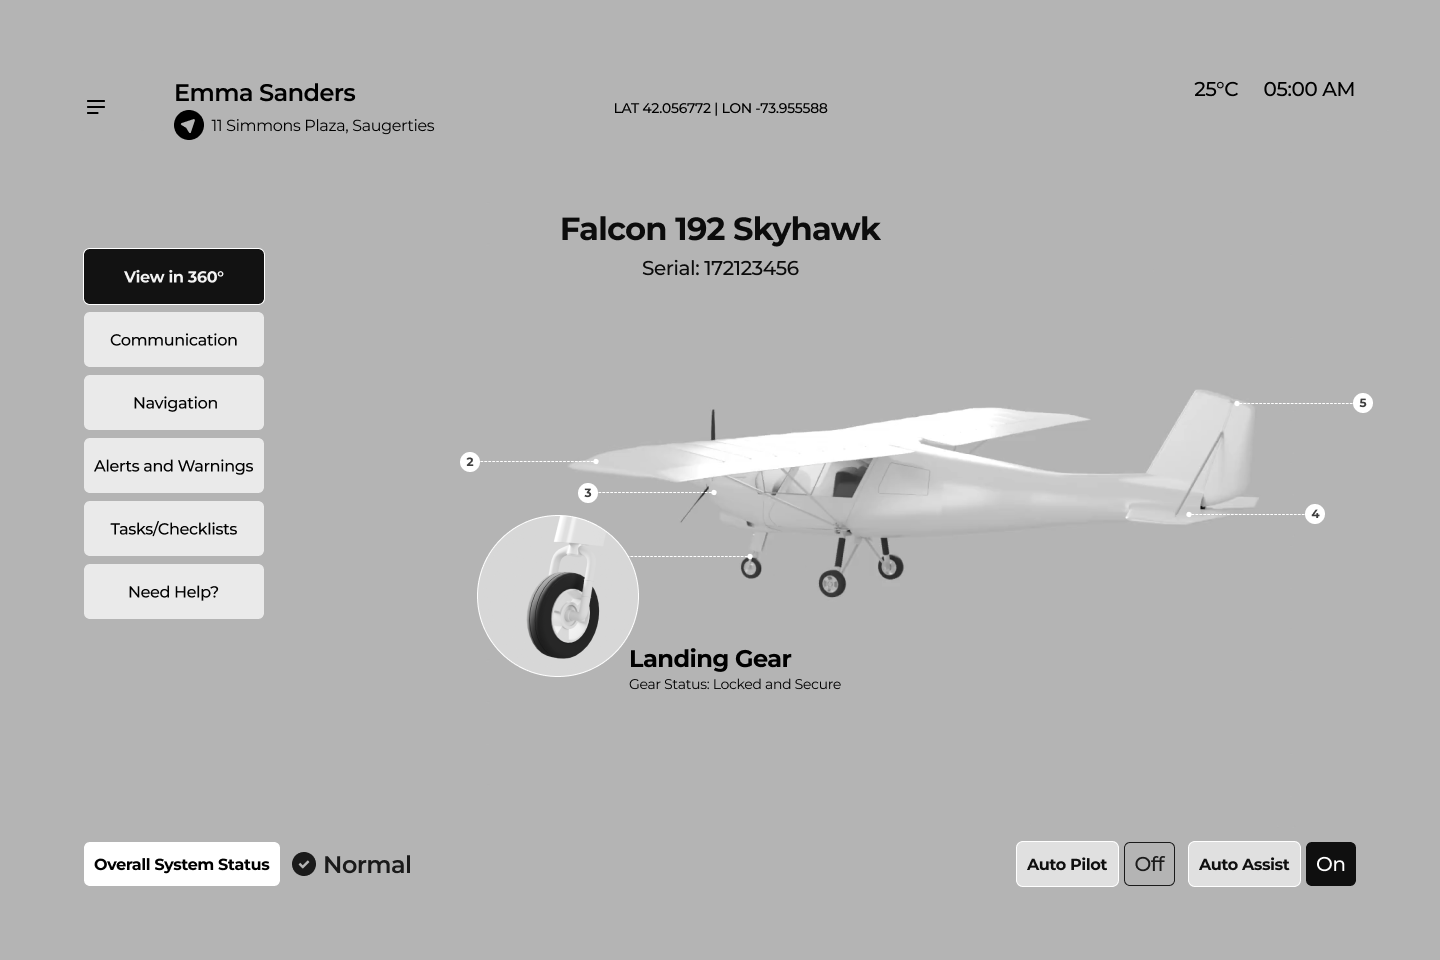 Emma Sanders
11 Simmons Plaza, Saugerties
LAT 42.056772 | LON -73.955588
25°C 05:00 AM
Falcon 192 Skyhawk
Serial: 172123456
View in 360°
Communication
Navigation
Alerts and Warnings
Tasks/Checklists
Need Help?
5
2
3
4
Landing Gear
Gear Status: Locked and Secure
Overall System Status
Normal
Auto Pilot
Off
Auto Assist
On